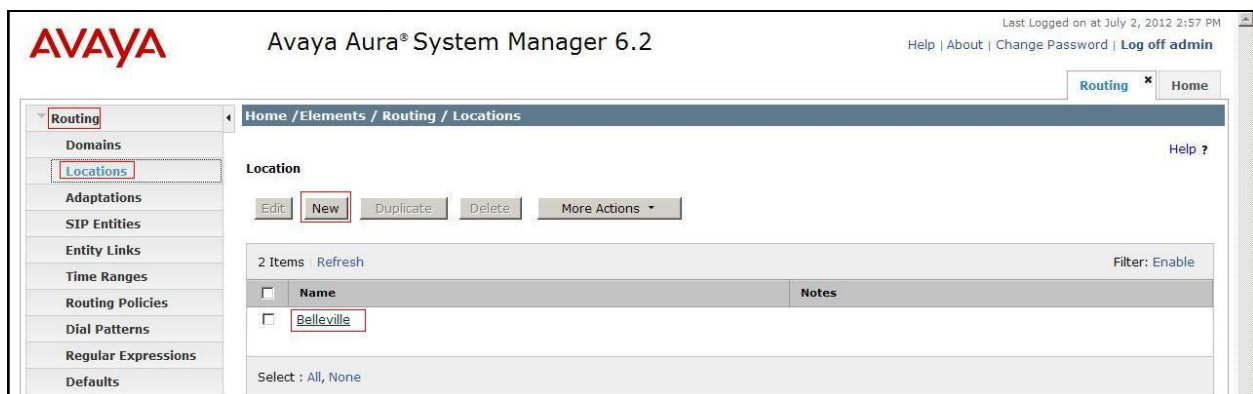 Last Logged on at July 2, 2012 2:57 PM
AVAYA
Avaya Aura® System Manager 6.2
Help | About | Change Password | Log off admin
Routing × Home
Routing
Home /Elements / Routing / Locations
Domains
Help ?
Locations
Location
Adaptations
Edit New Duplicate Delete More Actions
SIP Entities
Entity Links
2 Items | Refresh Filter: Enable
Time Ranges
Name Notes
Routing Policies
Belleville
Dial Patterns
Regular Expressions
Select : All, None
Defaults